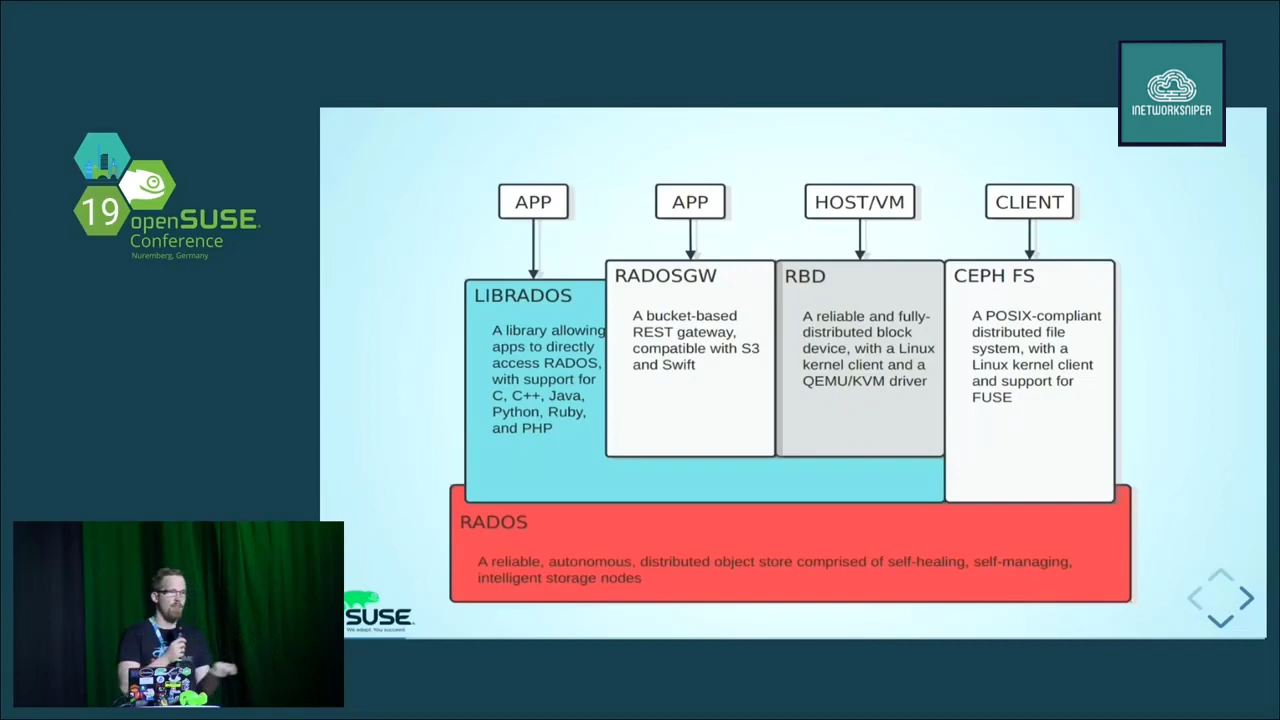 INETWORKSNIPER
19
openSUSE
Conference
Nuremberg, Germany
APP
APP
HOST/VM
CLIENT
LIBRADOS
A library allowing
apps to directly
access RADOS,
with support for
C, C++, Java,
Python, Ruby,
and PHP
RADOSGW
A bucket-based
REST gateway,
compatible with S3
and Swift
RBD
A reliable and fully-
distributed block
device, with a Linux
kernel client and a
QEMU/KVM driver
CEPH FS
A POSIX-compliant
distributed file
system, with a
Linux kernel client
and support for
FUSE
RADOS
A reliable, autonomous, distributed object store comprised of self-healing, self-managing,
intelligent storage nodes
SUSE
We adapt. You succeed.